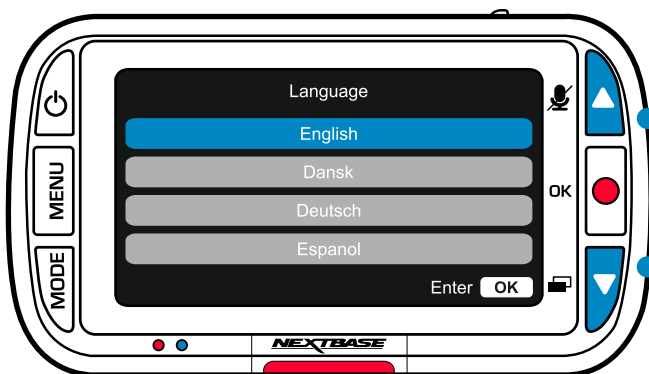 Language
English
Dansk
Deutsch
Espanol
Enter OK
MENU
MODE
OK
NEXTBASE